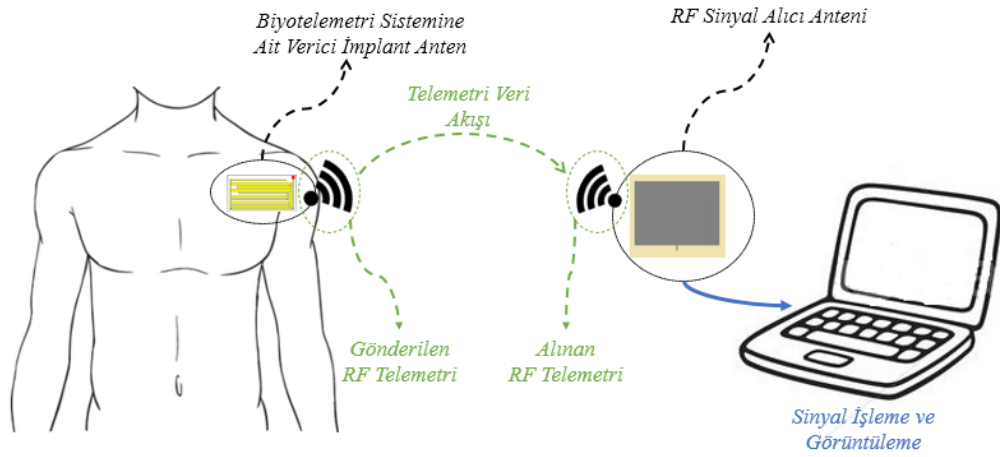 Biyotelemetri Sistemine
Ait Verici İmplant Anten
RF Sinyal Alıcı Anteni
Telemetri Veri
Akışı
Gönderilen
RF Telemetri
Alınan
RF Telemetri
Sinyal İşleme ve
Görüntüleme